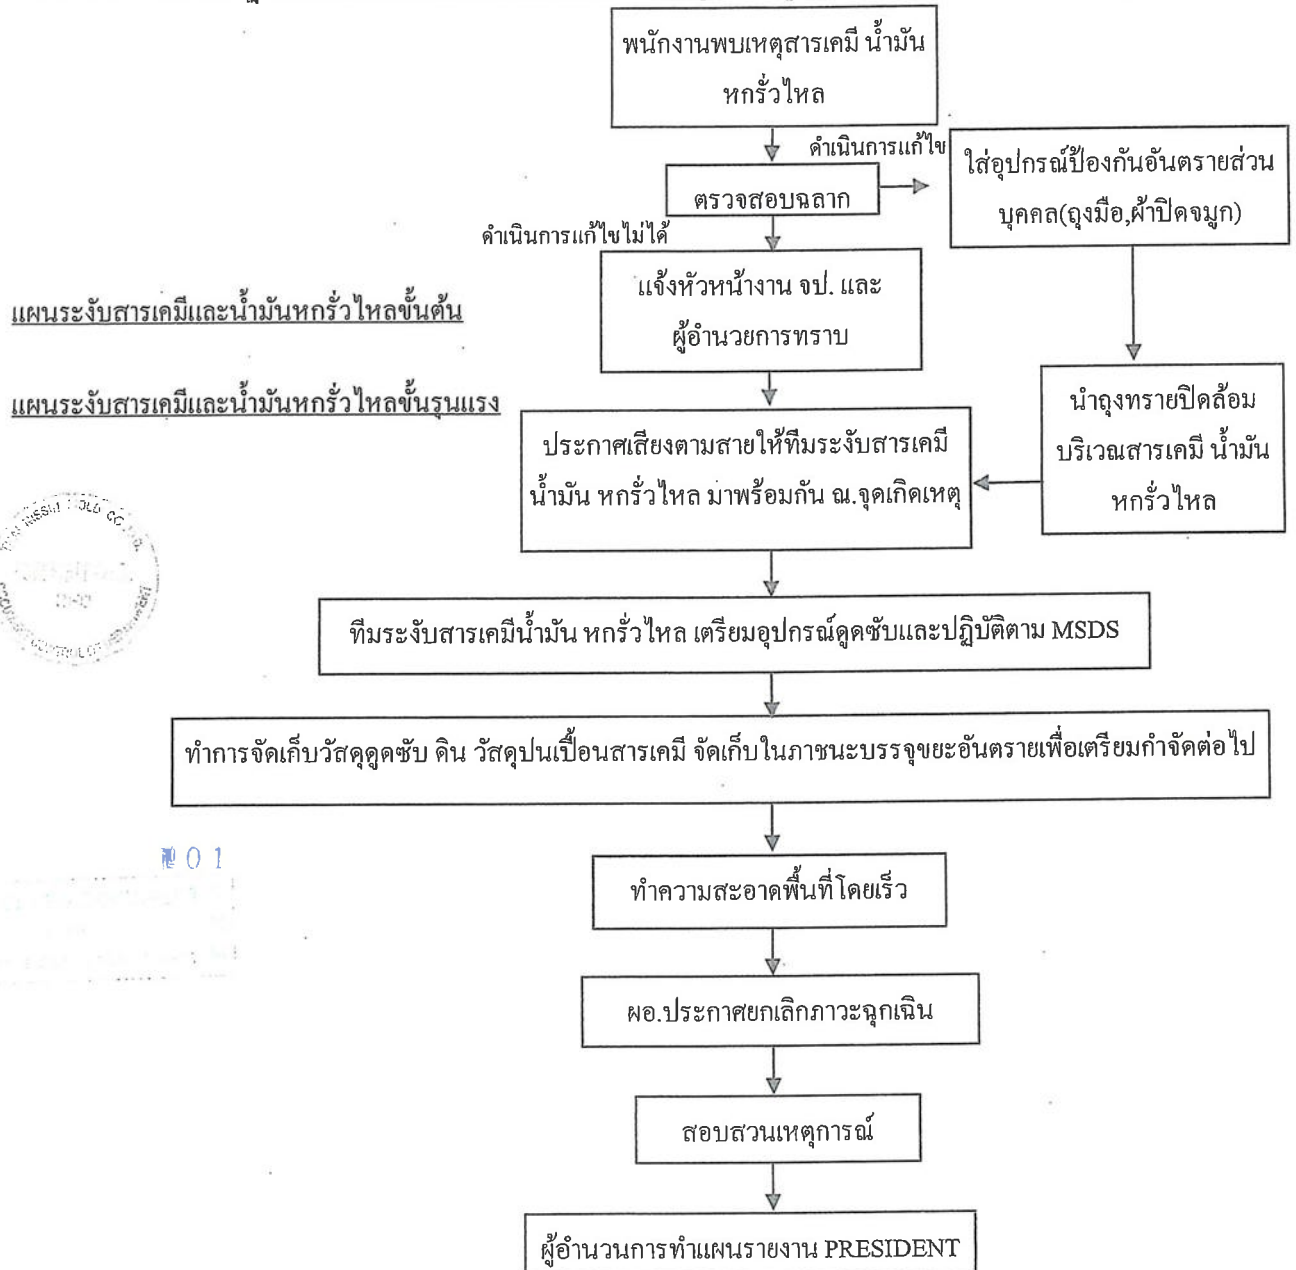 พนักงานพบเหตุสารเคมี น้ำมัน
หกรั่วไหล
ดำเนินการแก้ไข
ตรวจสอบฉลาก
ใส่อุปกรณ์ป้องกันอันตรายส่วน
บุคคล(ถุงมือ,ผ้าปิดจมูก)
ดำเนินการแก้ไขไม่ได้
แจ้งหัวหน้างาน จป. และ
ผู้อำนวยการทราบ
แผนระงับสารเคมีและน้ำมันหกรั่วไหลขั้นต้น
แผนระงับสารเคมีและน้ำมันหกรั่วไหลขั้นรุนแรง
ประกาศเสียงตามสายให้ทีมระงับสารเคมี
น้ำมัน หกรั่วไหล มาพร้อมกัน ณ.จุดเกิดเหตุ
นำถุงทรายปิดล้อม
บริเวณสารเคมี น้ำมัน
หกรั่วไหล
ทีมระงับสารเคมีน้ำมัน หกรั่วไหล เตรียมอุปกรณ์ดูดซับและปฏิบัติตาม MSDS
ทำการจัดเก็บวัสดุดูดซับ ดิน วัสดุปนเปื้อนสารเคมี จัดเก็บในภาชนะบรรจุขยะอันตรายเพื่อเตรียมกำจัดต่อไป
01
ทำความสะอาดพื้นที่โดยเร็ว
ผอ.ประกาศยกเลิกภาวะฉุกเฉิน
สอบสวนเหตุการณ์
ผู้อำนวนการทำแผนรายงาน PRESIDENT